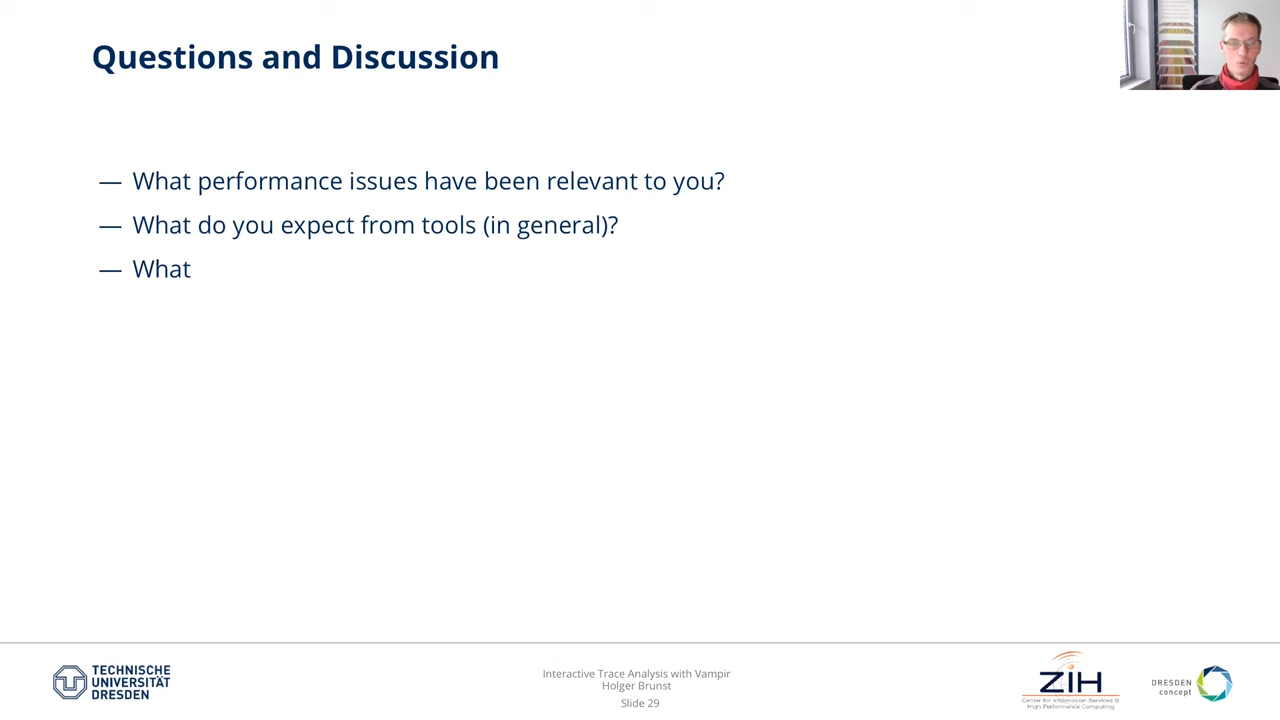 Questions and Discussion
— What performance issues have been relevant to you?
— What do you expect from tools (in general)?
— What
TECHNISCHE
UNIVERSITÄT
DRESDEN
Interactive Trace Analysis with Vampir
Holger Brunst
Slide 29
ZIH
Center for Information Services &
High Performance Computing
DRESDEN
concept